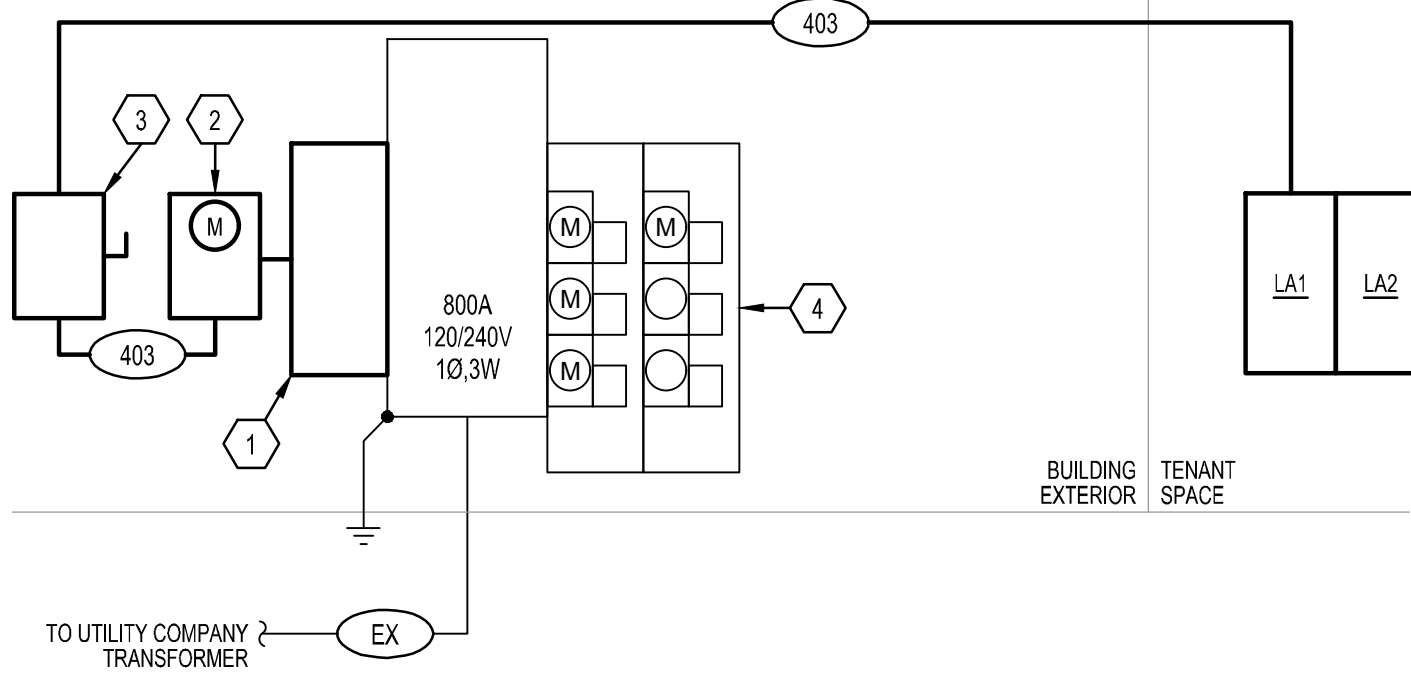 403
3
2
M
M
M
M
M
800A
120/240V
1Ø,3W
4
LA1
LA2
403
1
BUILDING
EXTERIOR
TENANT
SPACE
TO UTILITY COMPANY
TRANSFORMER
EX